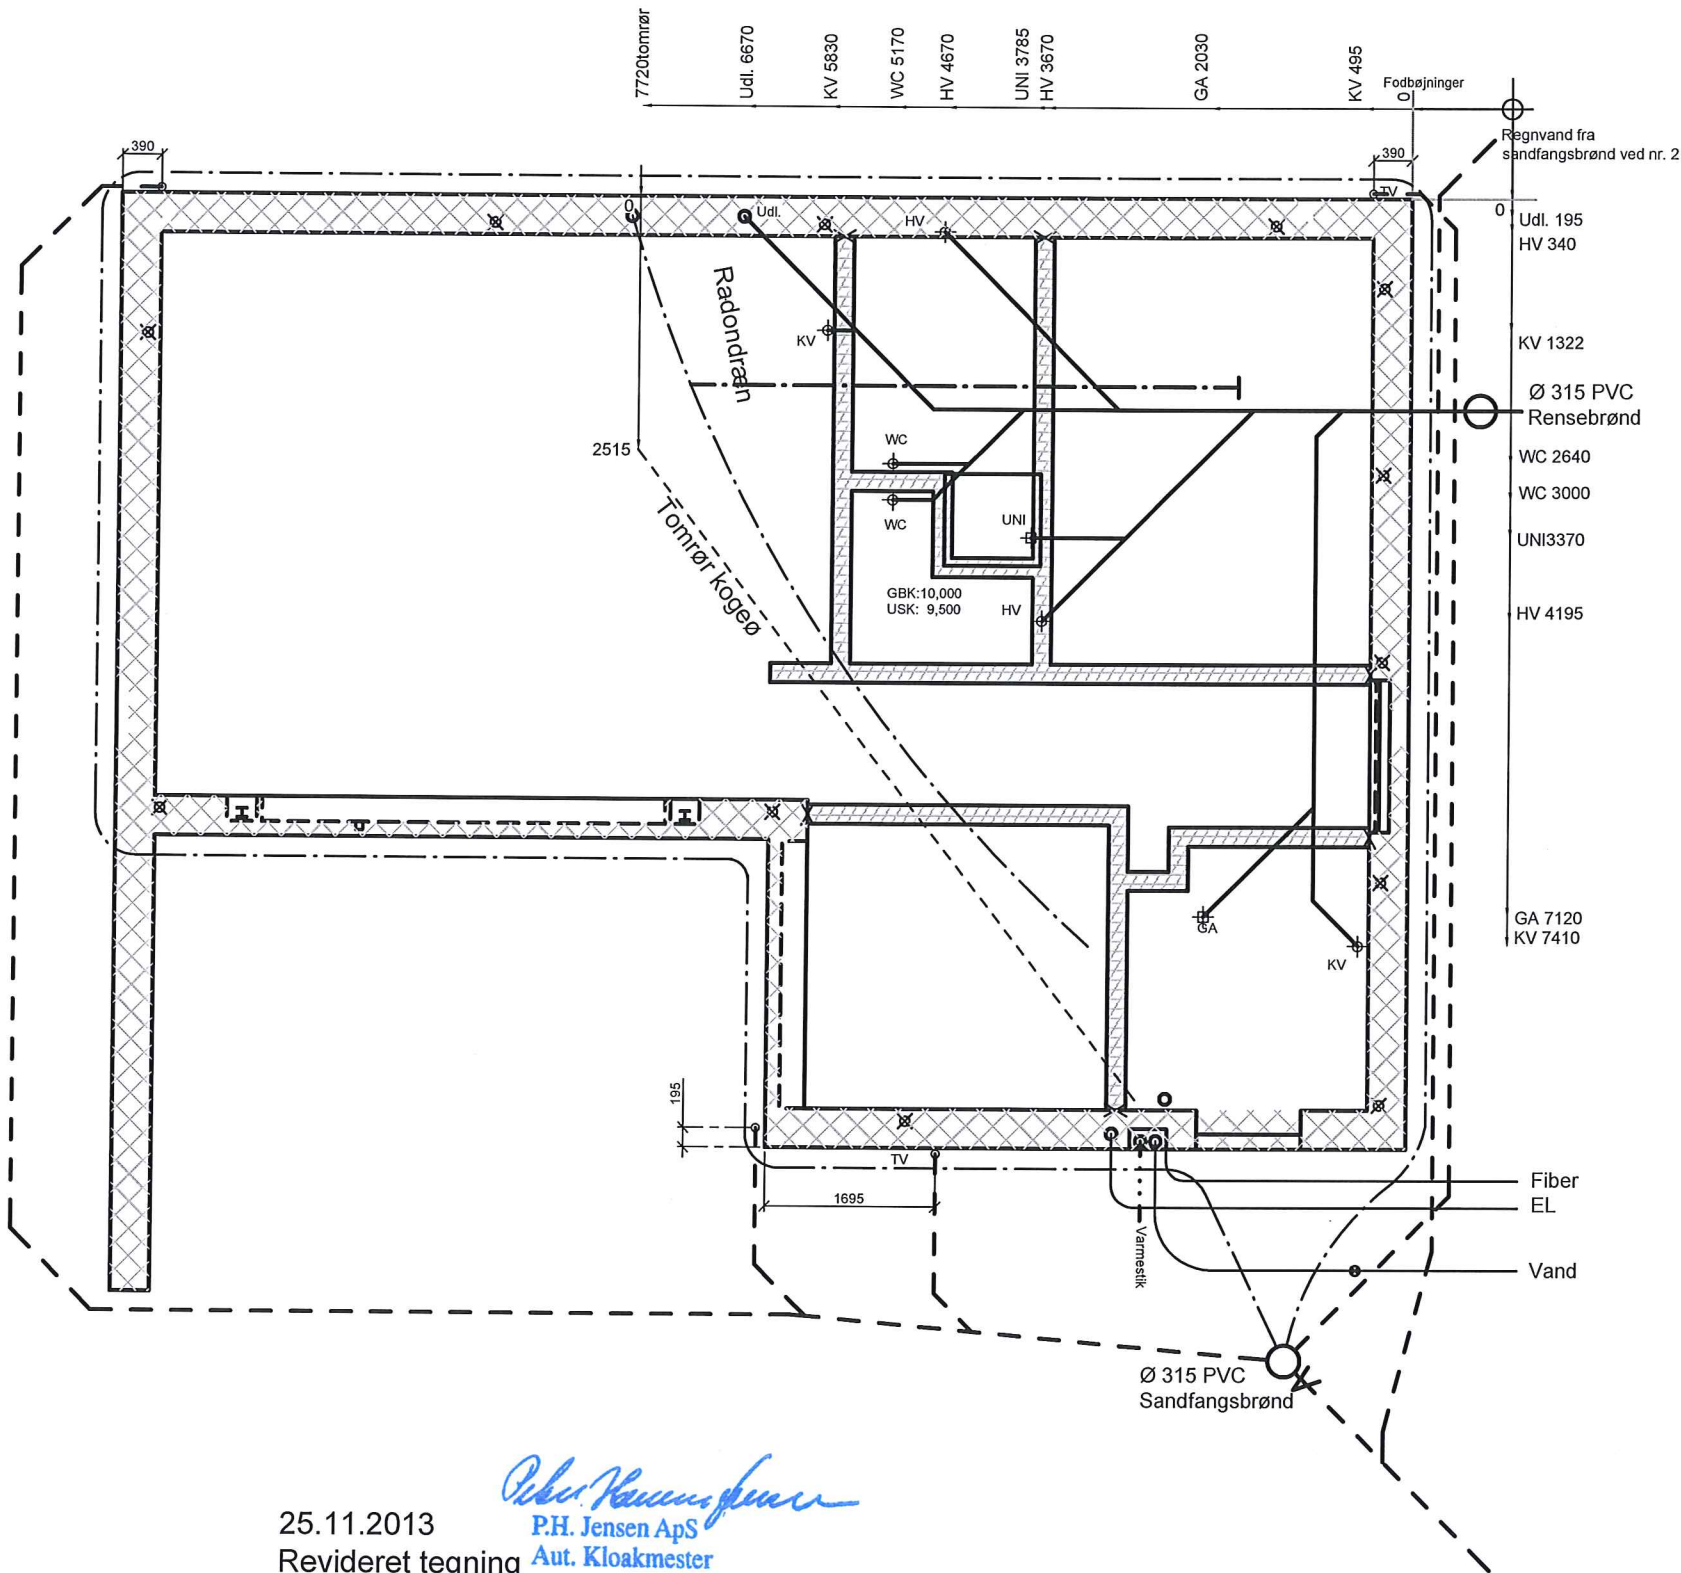 7720tomrør
Udl. 6670
KV 5830
WC 5170
HV 4670
UNI 3785
HV 3670
GA 2030
KV 495
0
Fodbøjninger
Regnvand fra
sandfangsbrønd ved nr. 2
390
390
TV
0
0
Udl.
HV
Udl. 195
HV 340
KV 1322
Ø 315 PVC
Rensebrønd
WC 2640
WC 3000
UNI3370
HV 4195
GA 7120
KV 7410
Radondræn
KV
2515
Tomrør kogeø
WC
WC
UNI
GBK:10,000
USK: 9,500
HV
GA
KV
195
TV
1695
Varmestik
Fiber
EL
Vand
Ø 315 PVC
Sandfangsbrønd
25.11.2013
Revideret tegning
P.H. Jensen ApS
Aut. Kloakmester